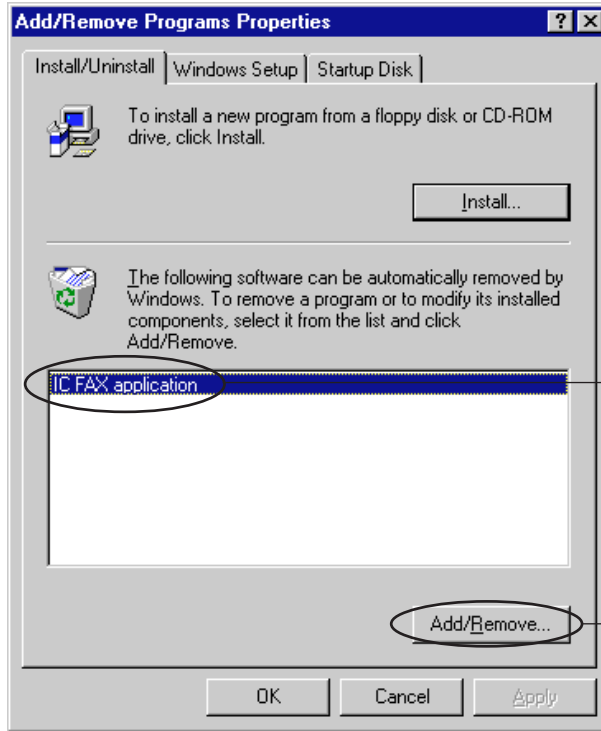 Add/Remove Programs Properties
Install/Uninstall
Windows Setup
Startup Disk
To install a new program from a floppy disk or CD-ROM
drive, click Install.
Install...
The following software can be automatically removed by
Windows. To remove a program or to modify its installed
components, select it from the list and click
Add/Remove.
IC FAX application
Add/Remove...
OK
Cancel
Apply